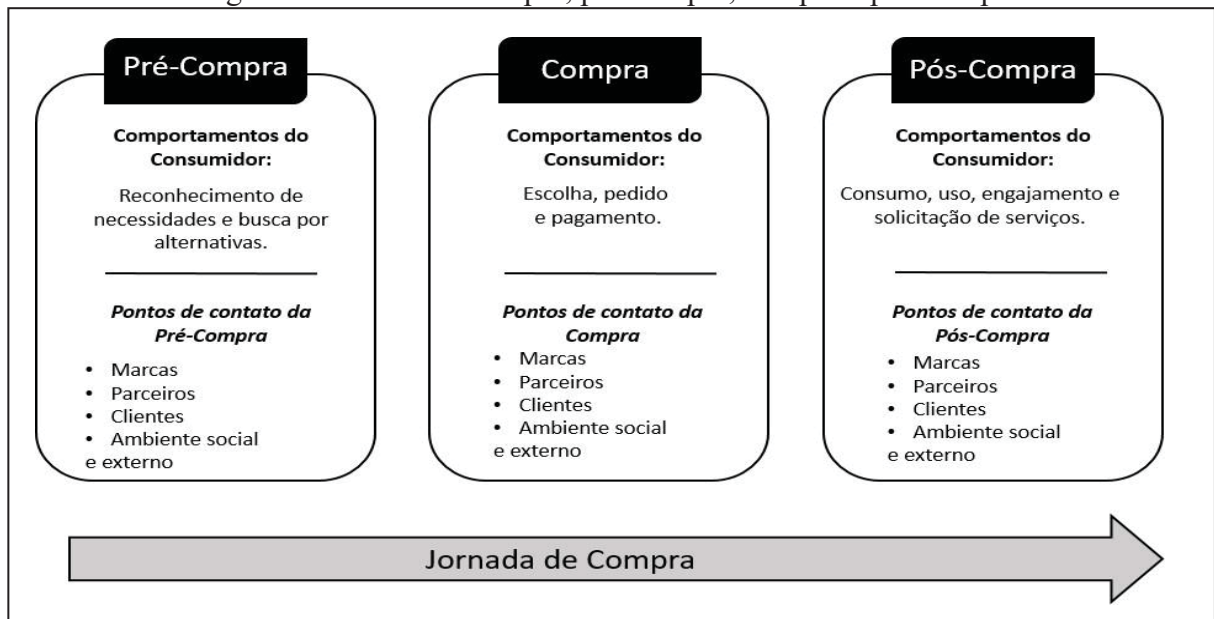 Pré-Compra
Comportamentos do
Consumidor:
Reconhecimento de
necessidades e busca por
alternativas.
Pontos de contato da
Pré-Compra
• Marcas
• Parceiros
• Clientes
• Ambiente social
e externo
Compra
Comportamentos do
Consumidor:
Escolha, pedido
e pagamento.
Pontos de contato da
Compra
• Marcas
• Parceiros
• Clientes
• Ambiente social
e externo
Pós-Compra
Comportamentos do
Consumidor:
Consumo, uso, engajamento e
solicitação de serviços.
Pontos de contato da
Pós-Compra
• Marcas
• Parceiros
• Clientes
• Ambiente social
e externo
Jornada de Compra